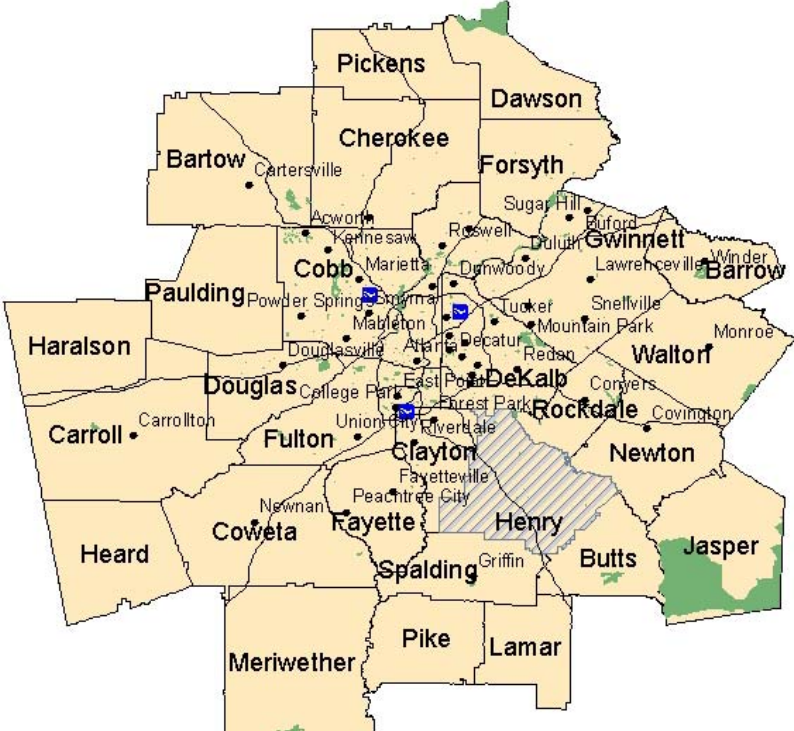 Pickens
Dawson
Cherokee
Bartow
Forsyth
Cartersville
Sugar Hill
Acworth
Roswell
Buford
Kennesaw
Duluth
Gwinnett
Cobb
Marietta
Dunwoody
Lawrenceville
Winder
Barrow
Paulding
Powder Springs
Smyrna
Tucker
Snellville
Mableton
Mountain Park
Monroe
Haralson
Atlanta
Decatur
Walton
Douglasville
Redan
Douglas
East Point
DeKalb
Conyers
College Park
Forest Park
Rockdale
Covington
Carroll
Carrollton
Union City
Riverdale
Fulton
Clayton
Newton
Fayetteville
Peachtree City
Newnan
Coweta
Fayette
Henry
Heard
Butts
Jasper
Spalding
Griffin
Pike
Lamar
Meriwether